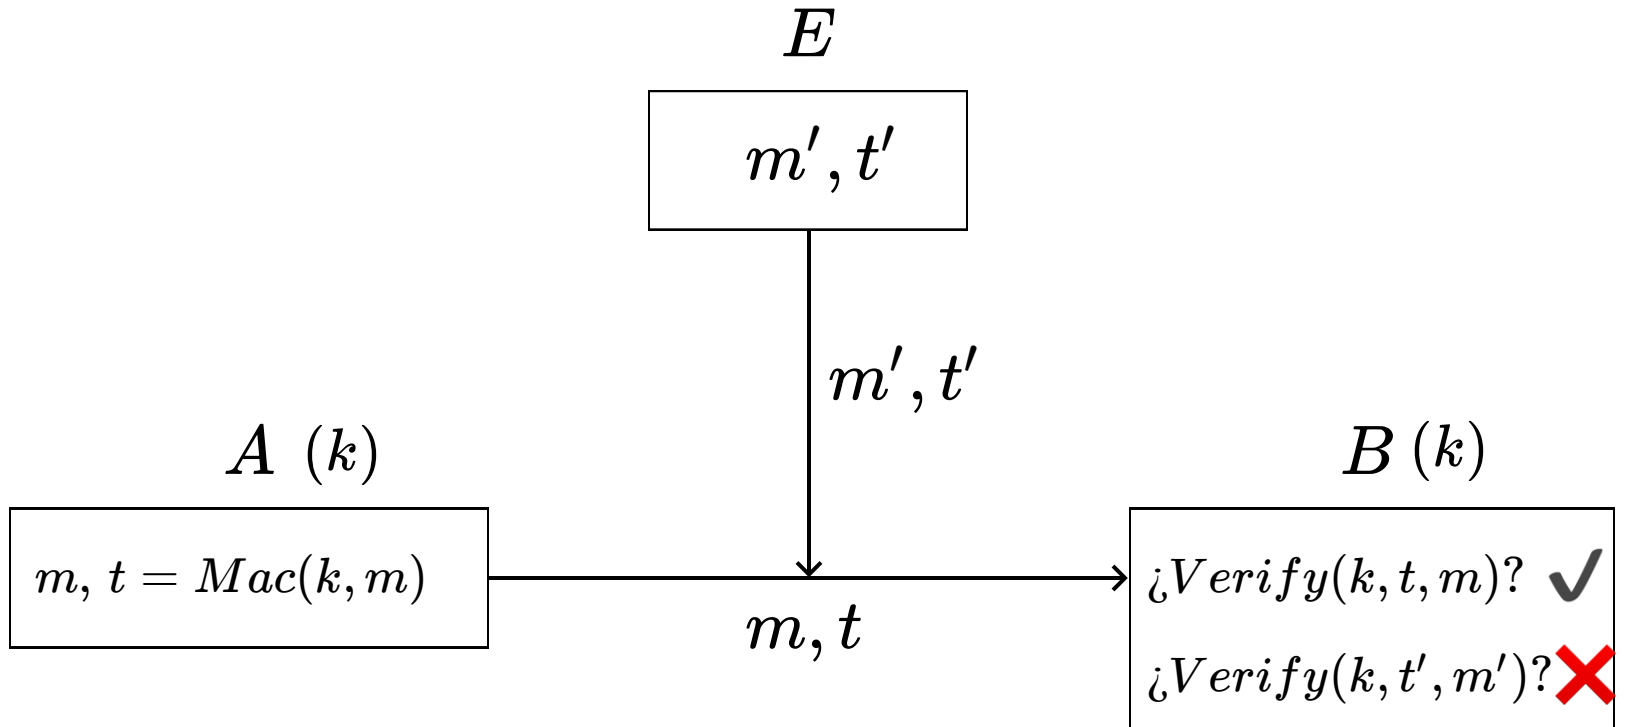 E
m′, t′
m′, t′
A (k)
B (k)
m, t = Mac(k, m)
m, t
¿Verify(k, t, m)? ✔
¿Verify(k, t′, m′)? ❌